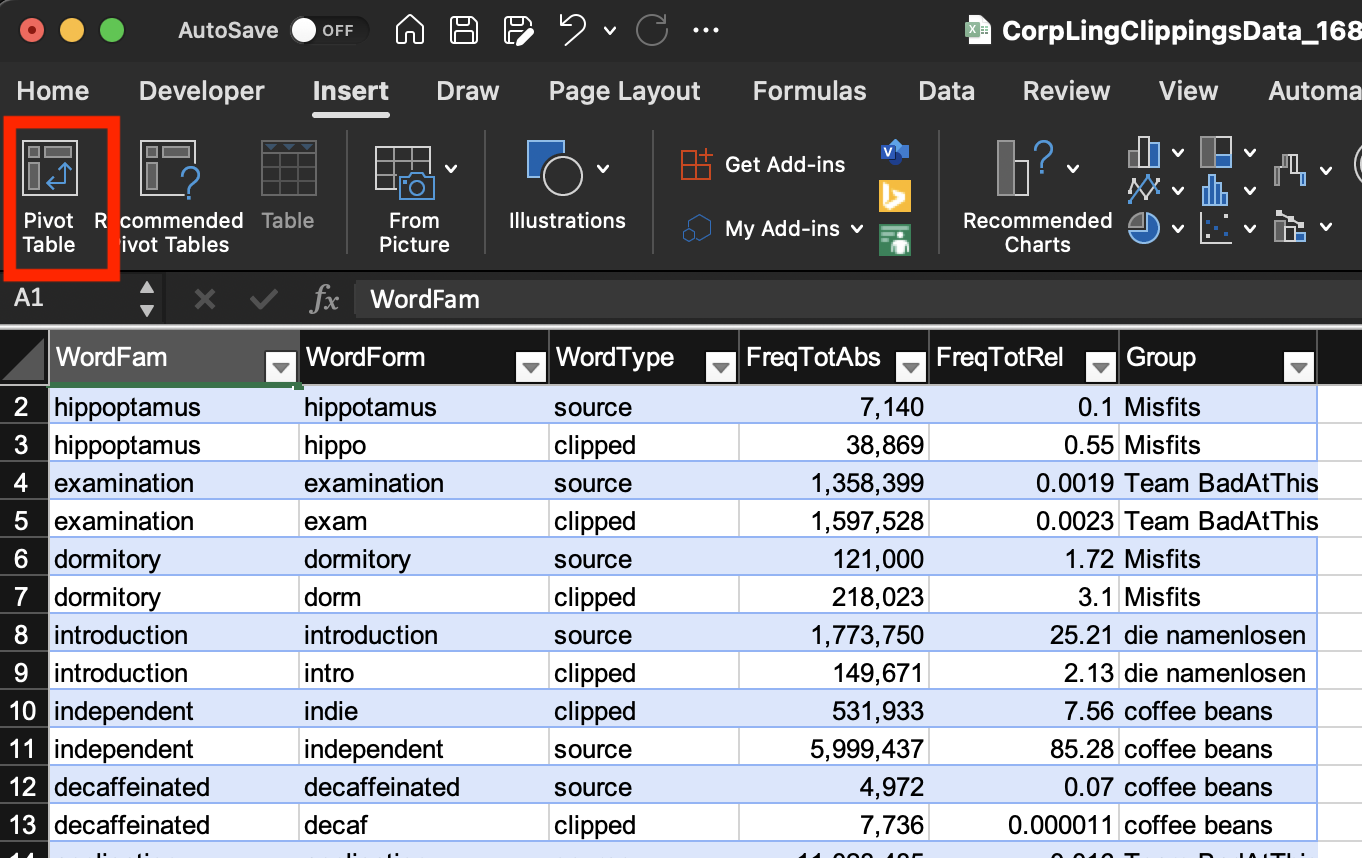 AutoSave OFF CorpLingClippingsData_168
Home Developer Insert Draw Page Layout Formulas Data Review View Automa
Pivot Table
Recommended Pivot Tables
Table
From Picture
Illustrations
Get Add-ins
My Add-ins
Recommended Charts
A1 fx WordFam
WordFam WordForm WordType FreqTotAbs FreqTotRel Group
2 hippoptamus hippotamus source 7,140 0.1 Misfits
3 hippoptamus hippo clipped 38,869 0.55 Misfits
4 examination examination source 1,358,399 0.0019 Team BadAtThis
5 examination exam clipped 1,597,528 0.0023 Team BadAtThis
6 dormitory dormitory source 121,000 1.72 Misfits
7 dormitory dorm clipped 218,023 3.1 Misfits
8 introduction introduction source 1,773,750 25.21 die namenlosen
9 introduction intro clipped 149,671 2.13 die namenlosen
10 independent indie clipped 531,933 7.56 coffee beans
11 independent independent source 5,999,437 85.28 coffee beans
12 decaffeinated decaffeinated source 4,972 0.07 coffee beans
13 decaffeinated decaf clipped 7,736 0.000011 coffee beans